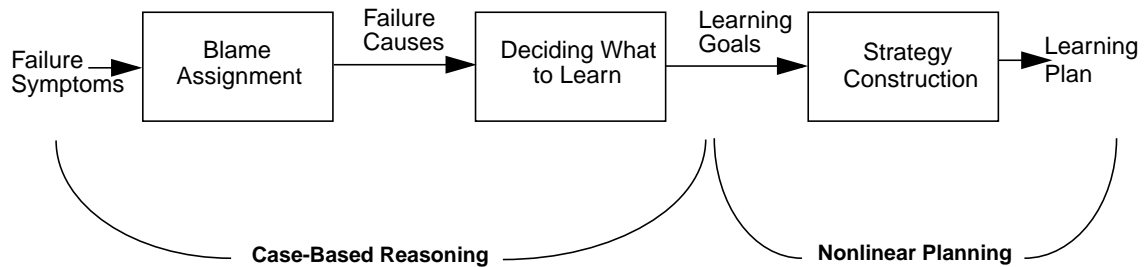 Failure
Symptoms
Blame
Assignment
Failure
Causes
Deciding What
to Learn
Learning
Goals
Strategy
Construction
Learning
Plan
Case-Based Reasoning
Nonlinear Planning